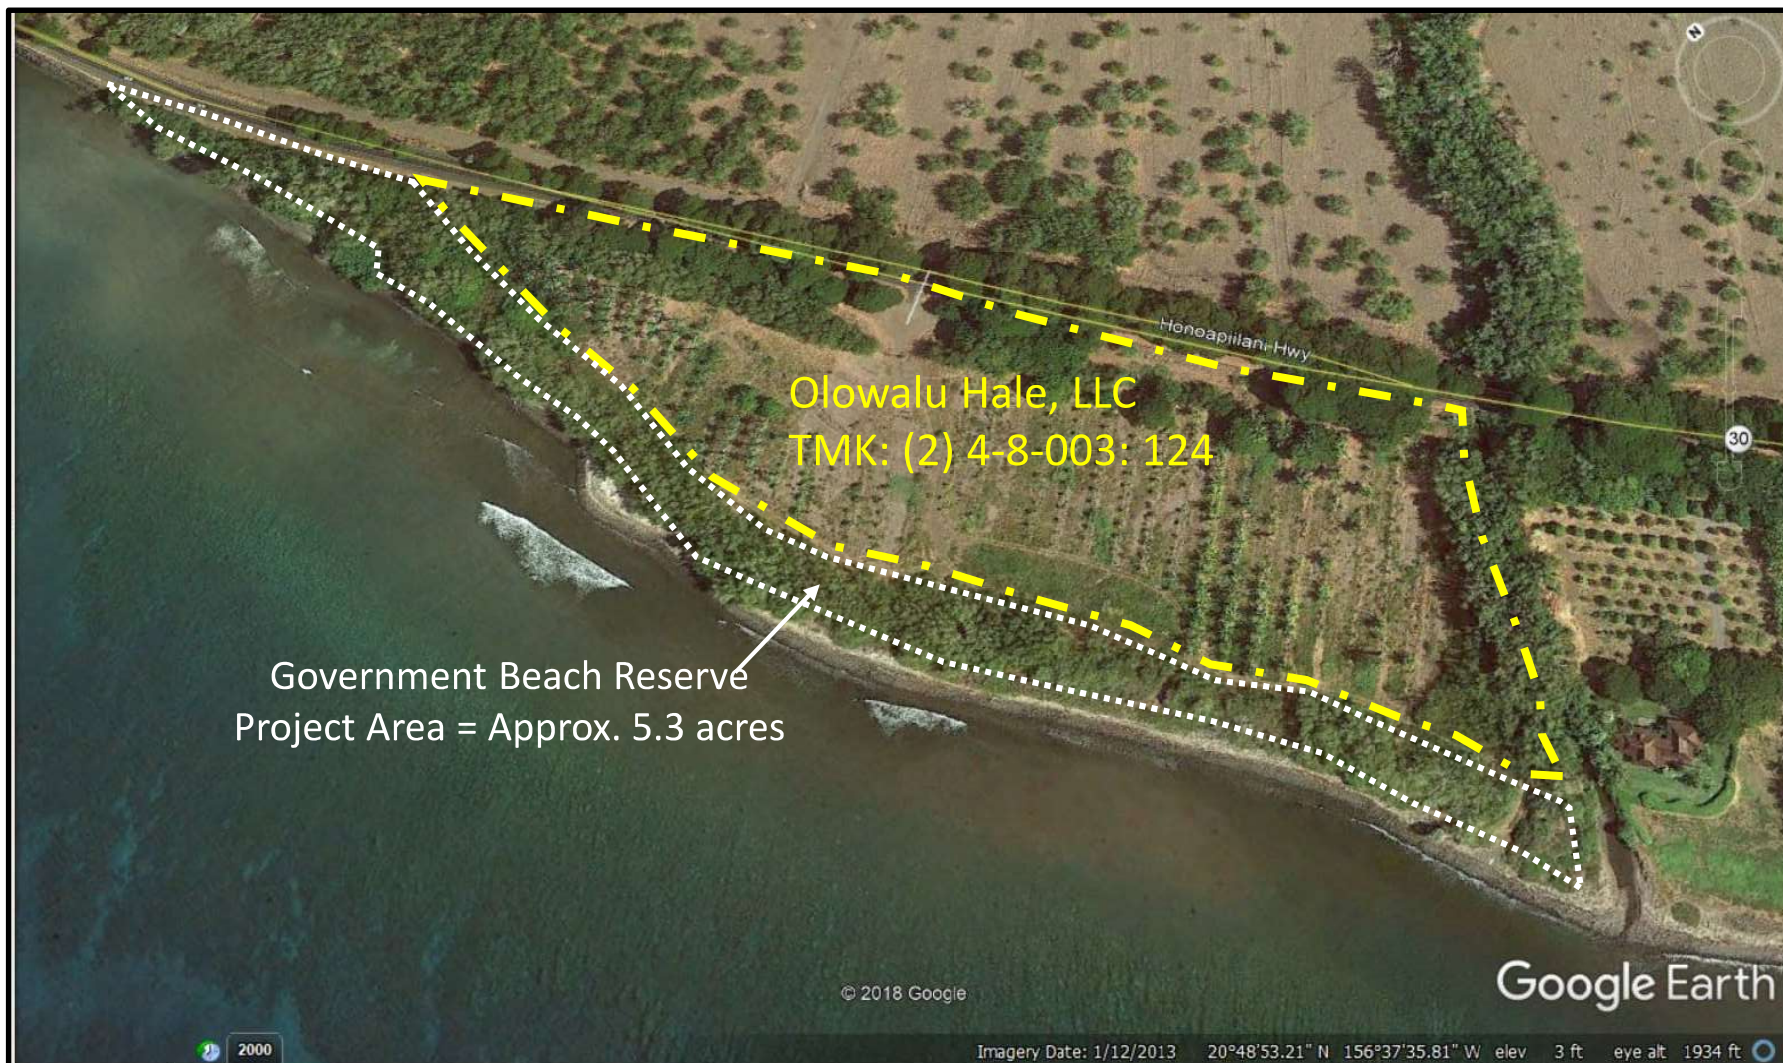 N
Honoapiilani Hwy
Olowalu Hale, LLC
TMK: (2) 4-8-003: 124
30
Government Beach Reserve
Project Area = Approx. 5.3 acres
© 2018 Google
Google Earth
2000
Imagery Date: 1/12/2013 20°48'53.21" N 156°37'35.81" W elev 3 ft eye alt 1934 ft